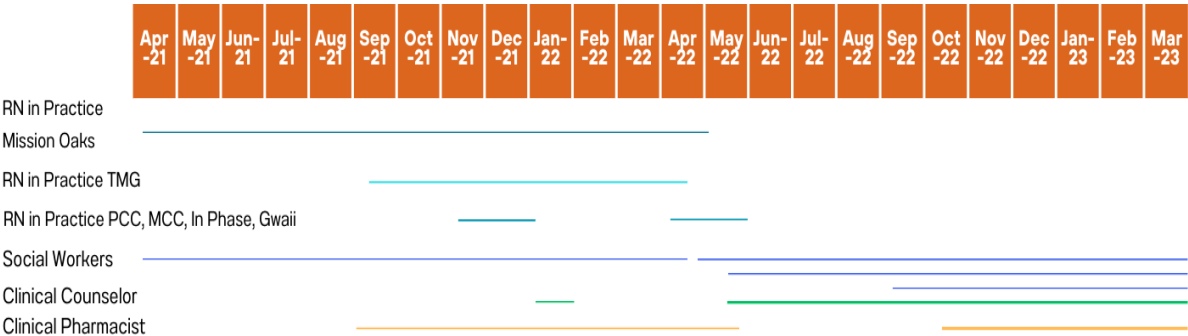 Apr -21 May -21 Jun- 21 Jul- 21 Aug -21 Sep -21 Oct -21 Nov -21 Dec -21 Jan- 22 Feb -22 Mar -22 Apr -22 May -22 Jun- 22 Jul- 22 Aug -22 Sep -22 Oct -22 Nov -22 Dec -22 Jan- 23 Feb -23 Mar -23
RN in Practice
Mission Oaks
RN in Practice TMG
RN in Practice PCC, MCC, In Phase, Gwaii
Social Workers
Clinical Counselor
Clinical Pharmacist